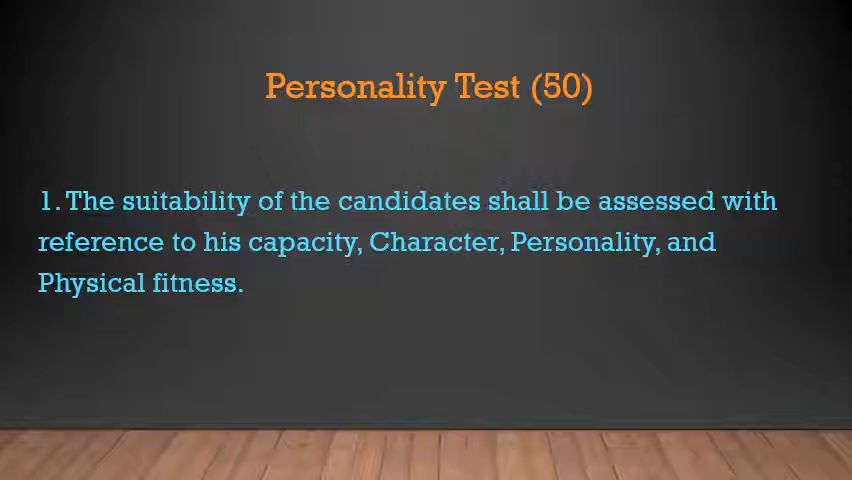 Personality Test (50)
1. The suitability of the candidates shall be assessed with
reference to his capacity, Character, Personality, and
Physical fitness.